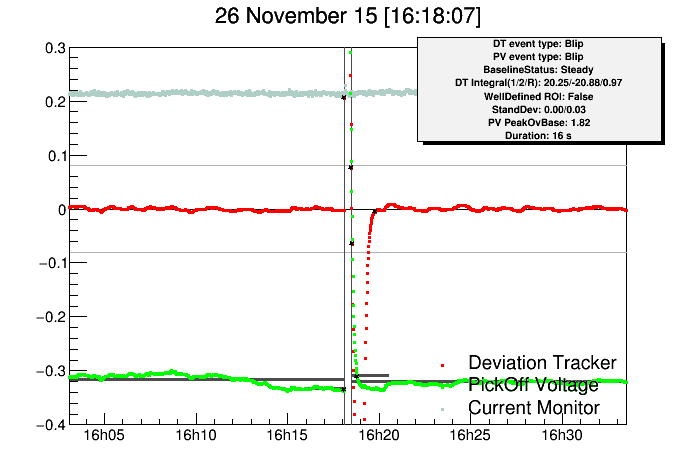 26 November 15 [16:18:07]
DT event type: Blip
PV event type: Blip
BaselineStatus: Steady
DT Integral(1/2/R): 20.25/-20.88/0.97
WellDefined ROI: False
StandDev: 0.00/0.03
PV PeakOvBase: 1.82
Duration: 16 s
0.3
0.2
0.1
0
−0.1
−0.2
−0.3
−0.4
Deviation Tracker
PickOff Voltage
Current Monitor
16h05 16h10 16h15 16h20 16h25 16h30